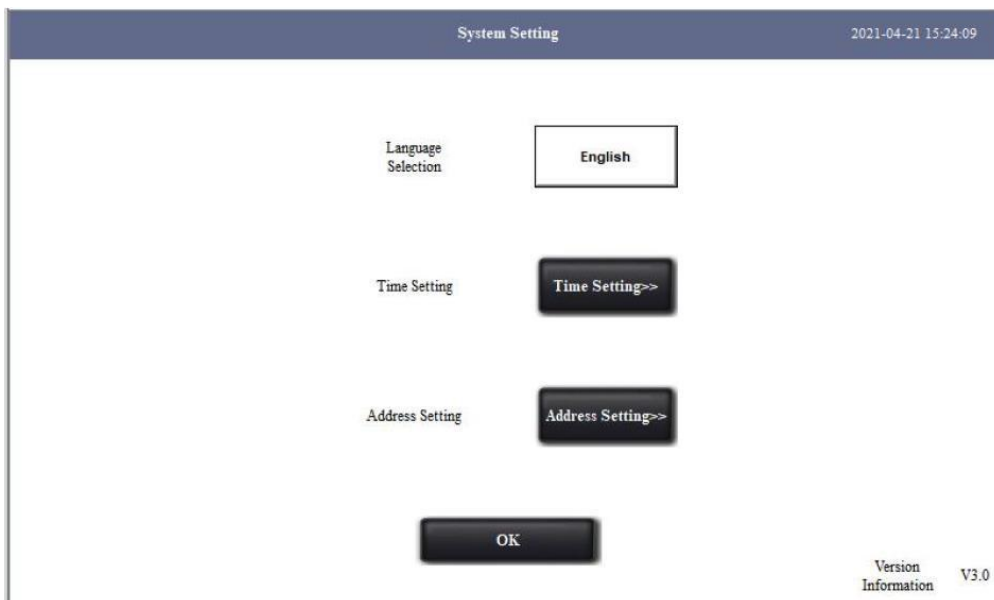 System Setting
2021-04-21 15:24:09
Language
Selection
English
Time Setting
Time Setting>>
Address Setting
Address Setting>>
OK
Version
Information
V3.0